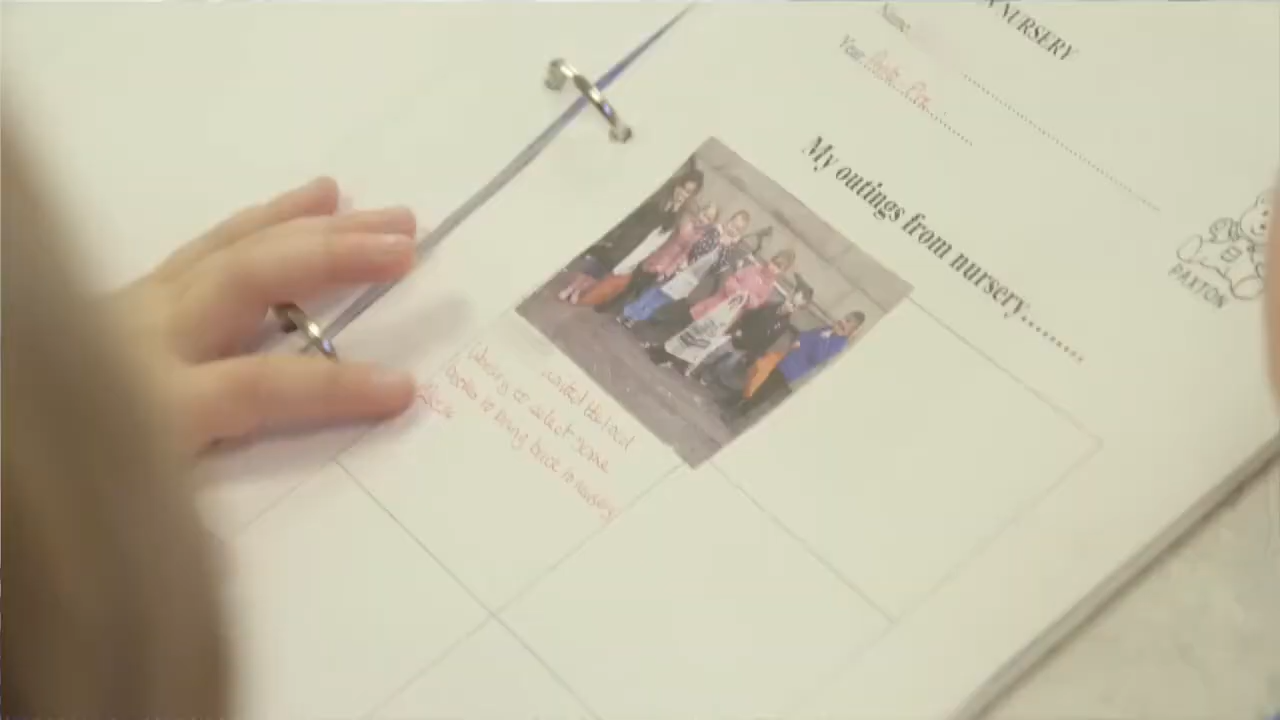 NURSERY
Name
Year
My outings from nursery.........
PAXTON
visited the local
library to select some
books to bring back to nursery